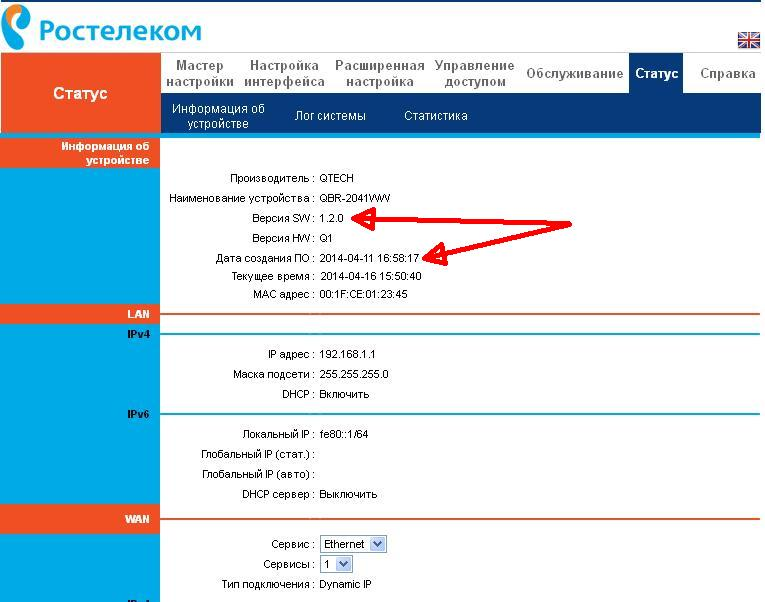 Ростелеком
Статус
Мастер настройки
Настройка интерфейса
Расширенная настройка
Управление доступом
Обслуживание
Статус
Справка
Информация об устройстве
Лог системы
Статистика
Информация об
устройстве
Производитель : QTECH
Наименование устройства : QBR-2041WW
Версия SW : 1.2.0
Версия HW : Q1
Дата создания ПО : 2014-04-11 16:58:17
Текущее время : 2014-04-16 15:50:40
MAC адрес : 00:1F:CE:01:23:45
LAN
IPv4
IP адрес : 192.168.1.1
Маска подсети : 255.255.255.0
DHCP : Включить
IPv6
Локальный IP : fe80::1/64
Глобальный IP (стат.) :
Глобальный IP (авто) :
DHCP сервер : Выключить
WAN
Сервис : Ethernet
Сервисы : 1
Тип подключения : Dynamic IP